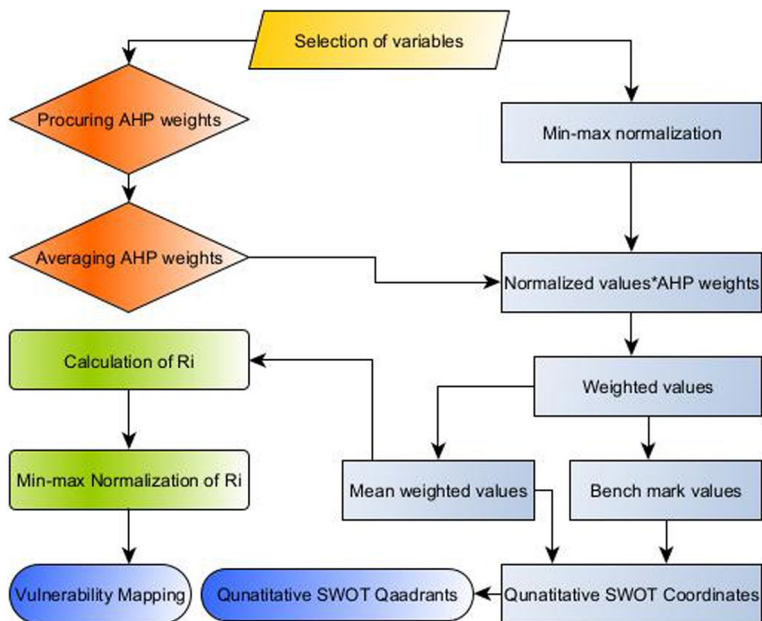 Selection of variables
Procuring AHP weights
Min-max normalization
Averaging AHP weights
Normalized values*AHP weights
Calculation of Ri
Weighted values
Min-max Normalization of Ri
Mean weighted values
Bench mark values
Vulnerability Mapping
Qunatitative SWOT Qaadrants
Qunatitative SWOT Coordinates